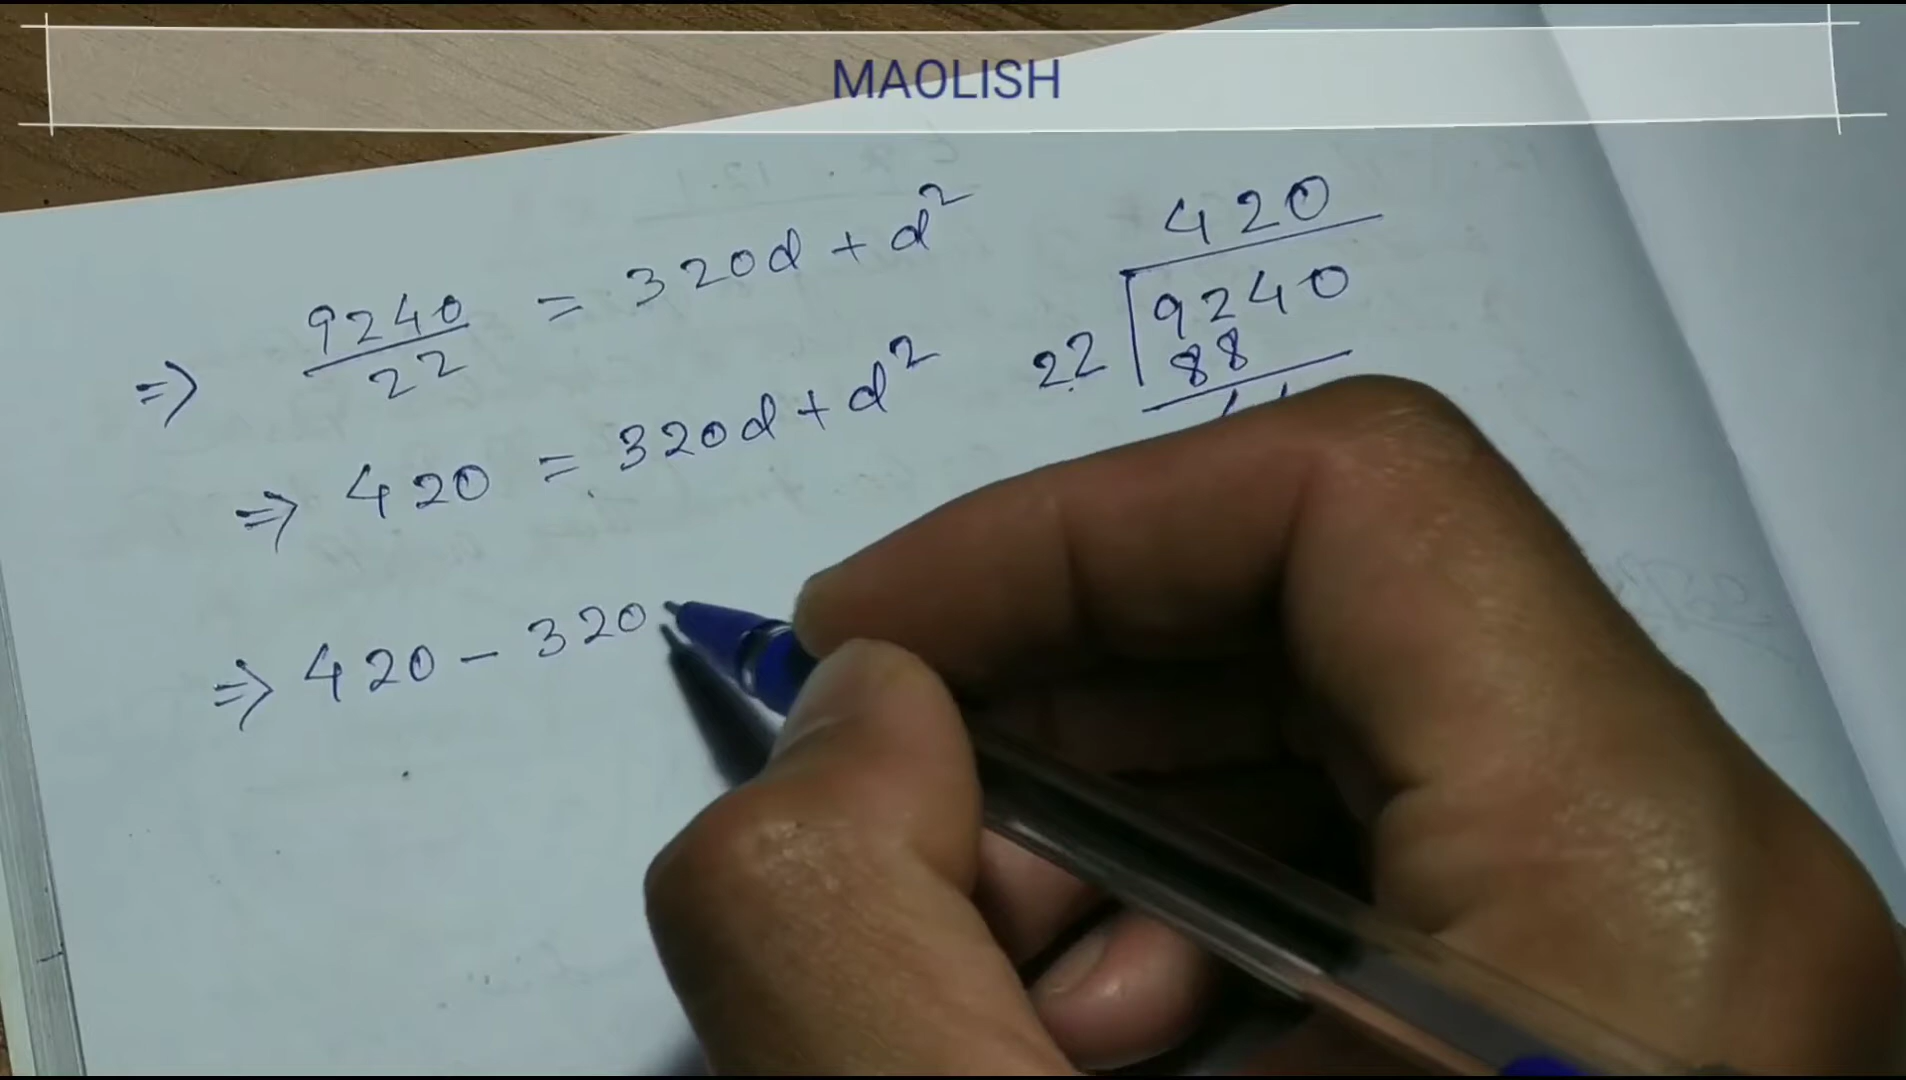 MAOLISH
⇒ 9240/22 = 320d + d²
⇒ 420 = 320d + d²
⇒ 420 - 320
420
22 9240
88